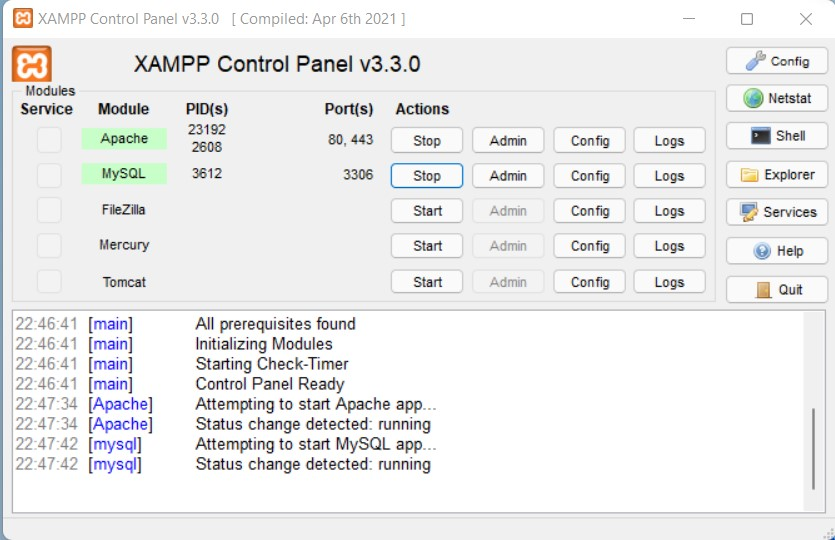 XAMPP Control Panel v3.3.0 [ Compiled: Apr 6th 2021 ]
XAMPP Control Panel v3.3.0
Config
Modules
Service Module PID(s) Port(s) Actions
Netstat
Apache 23192 2608 80, 443 Stop Admin Config Logs
Shell
MySQL 3612 3306 Stop Admin Config Logs
Explorer
FileZilla Start Admin Config Logs
Services
Mercury Start Admin Config Logs
Help
Tomcat Start Admin Config Logs
Quit
22:46:41 [main] All prerequisites found
22:46:41 [main] Initializing Modules
22:46:41 [main] Starting Check-Timer
22:46:41 [main] Control Panel Ready
22:47:34 [Apache] Attempting to start Apache app...
22:47:34 [Apache] Status change detected: running
22:47:42 [mysql] Attempting to start MySQL app...
22:47:42 [mysql] Status change detected: running